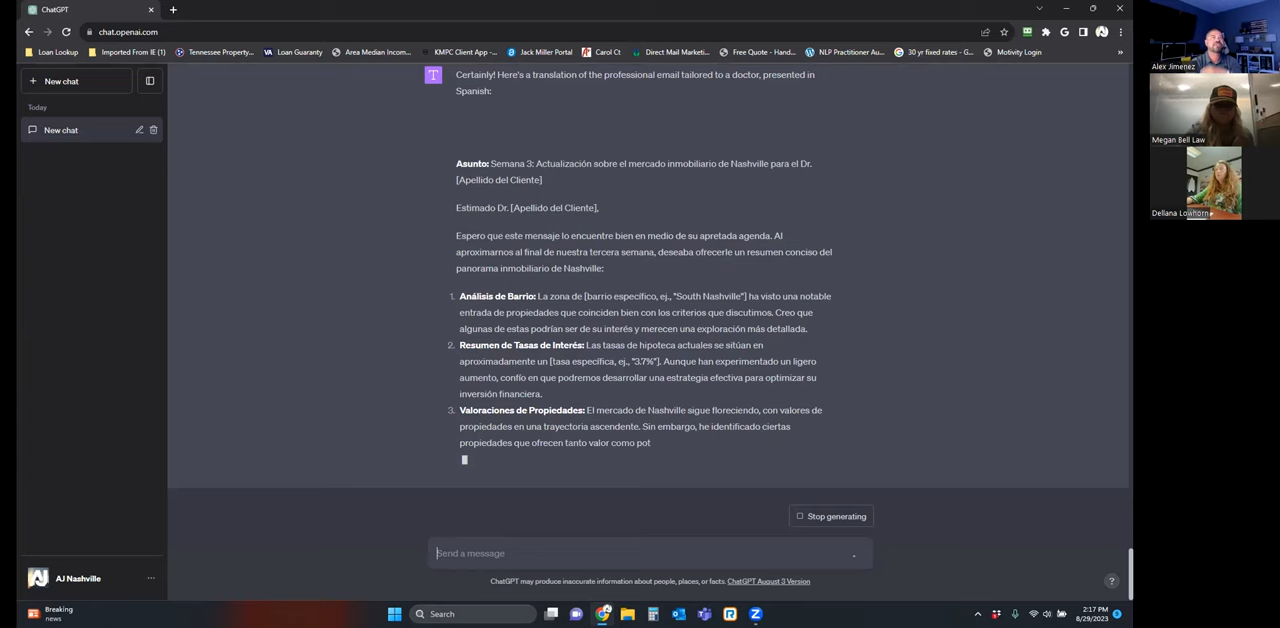 ChatGPT
chat.openai.com
Loan Lookup
Imported From (IE) (1)
Tennessee Property...
VA Loan Guaranty
Area Median Incom...
KMPC Client App -...
Jack Miller Portal
Carol Ct
Direct Mail Marketi...
Free Quote - Hand...
NLP Practitioner Au...
30 yr fixed rates - G...
Motivity Login
New chat
Today
New chat
T
Certainly! Here's a translation of the professional email tailored to a doctor, presented in
Spanish:
Asunto: Semana 3: Actualización sobre el mercado inmobiliario de Nashville para el Dr.
[Apellido del Cliente]
Estimado Dr. [Apellido del Cliente],
Espero que este mensaje lo encuentre bien en medio de su apretada agenda. Al
aproximarnos al final de nuestra tercera semana, deseaba ofrecerle un resumen conciso del
panorama inmobiliario de Nashville:
1. Análisis de Barrio: La zona de [barrio específico, ej., "South Nashville"] ha visto una notable
entrada de propiedades que coinciden bien con los criterios que discutimos. Creo que
algunas de estas podrían ser de su interés y merecen una exploración más detallada.
2. Resumen de Tasas de Interés: Las tasas de hipoteca actuales se sitúan en
aproximadamente un [tasa específica, ej., "3.7%"]. Aunque han experimentado un ligero
aumento, confío en que podremos desarrollar una estrategia efectiva para optimizar su
inversión financiera.
3. Valoraciones de Propiedades: El mercado de Nashville sigue floreciendo, con valores de
propiedades en una trayectoria ascendente. Sin embargo, he identificado ciertas
propiedades que ofrecen tanto valor como pot
Stop generating
Send a message
ChatGPT may produce inaccurate information about people, places, or facts. ChatGPT August 3 Version
AJ Nashville
Breaking
news
Search
2:17 PM
8/29/2023
Alex Jimenez
Megan Bell Law
Dellana Lowhorn